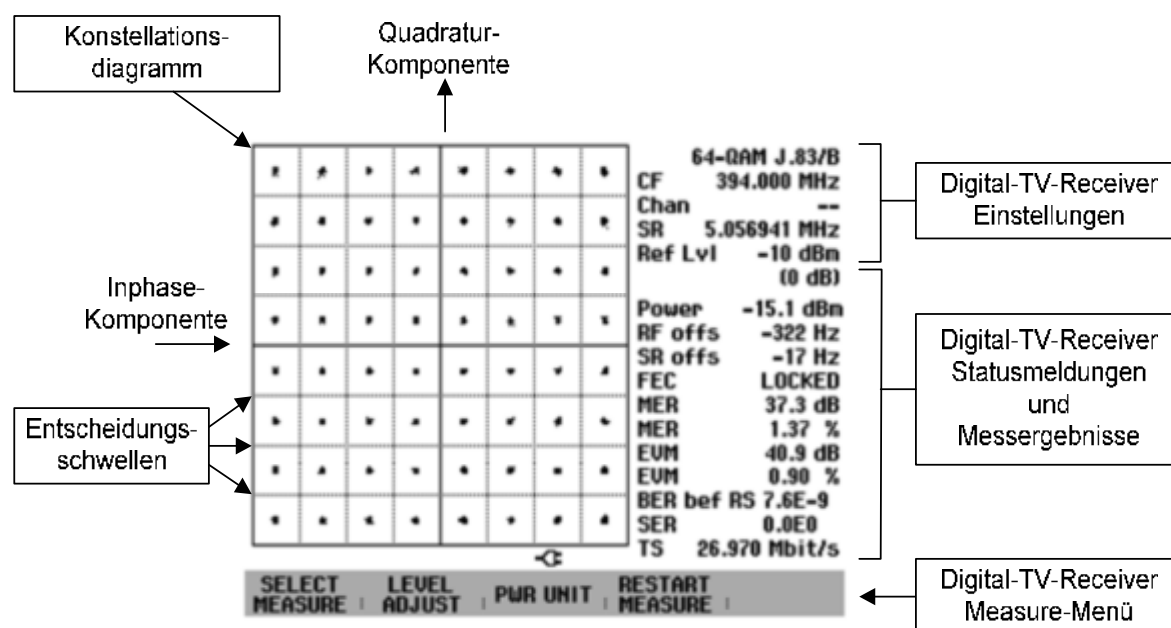 Konstellations-
diagramm
Quadratur-
Komponente
Inphase-
Komponente
Entscheidungs-
schwellen
64-QAM J.83/B
CF 394.000 MHz
Chan --
SR 5.056941 MHz
Ref Lvl -10 dBm
(0 dB)
Power -15.1 dBm
RF offs -322 Hz
SR offs -17 Hz
FEC LOCKED
MER 37.3 dB
MER 1.37 %
EVM 40.9 dB
EVM 0.90 %
BER bef RS 7.6E-9
SER 0.0E0
TS 26.970 Mbit/s
Digital-TV-Receiver
Einstellungen
Digital-TV-Receiver
Statusmeldungen
und
Messergebnisse
SELECT MEASURE
LEVEL ADJUST
PWR UNIT
RESTART MEASURE
Digital-TV-Receiver
Measure-Menü